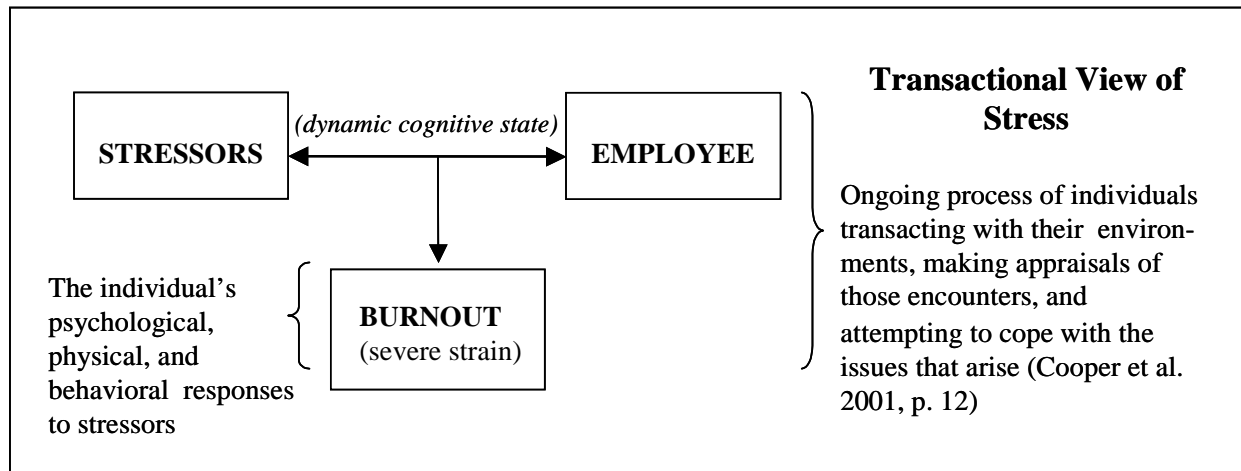 Transactional View of
Stress
(dynamic cognitive state)
STRESSORS
EMPLOYEE
Ongoing process of individuals
transacting with their environ-
ments, making appraisals of
those encounters, and
attempting to cope with the
issues that arise (Cooper et al.
2001, p. 12)
The individual’s
psychological,
physical, and
behavioral responses
to stressors
BURNOUT
(severe strain)